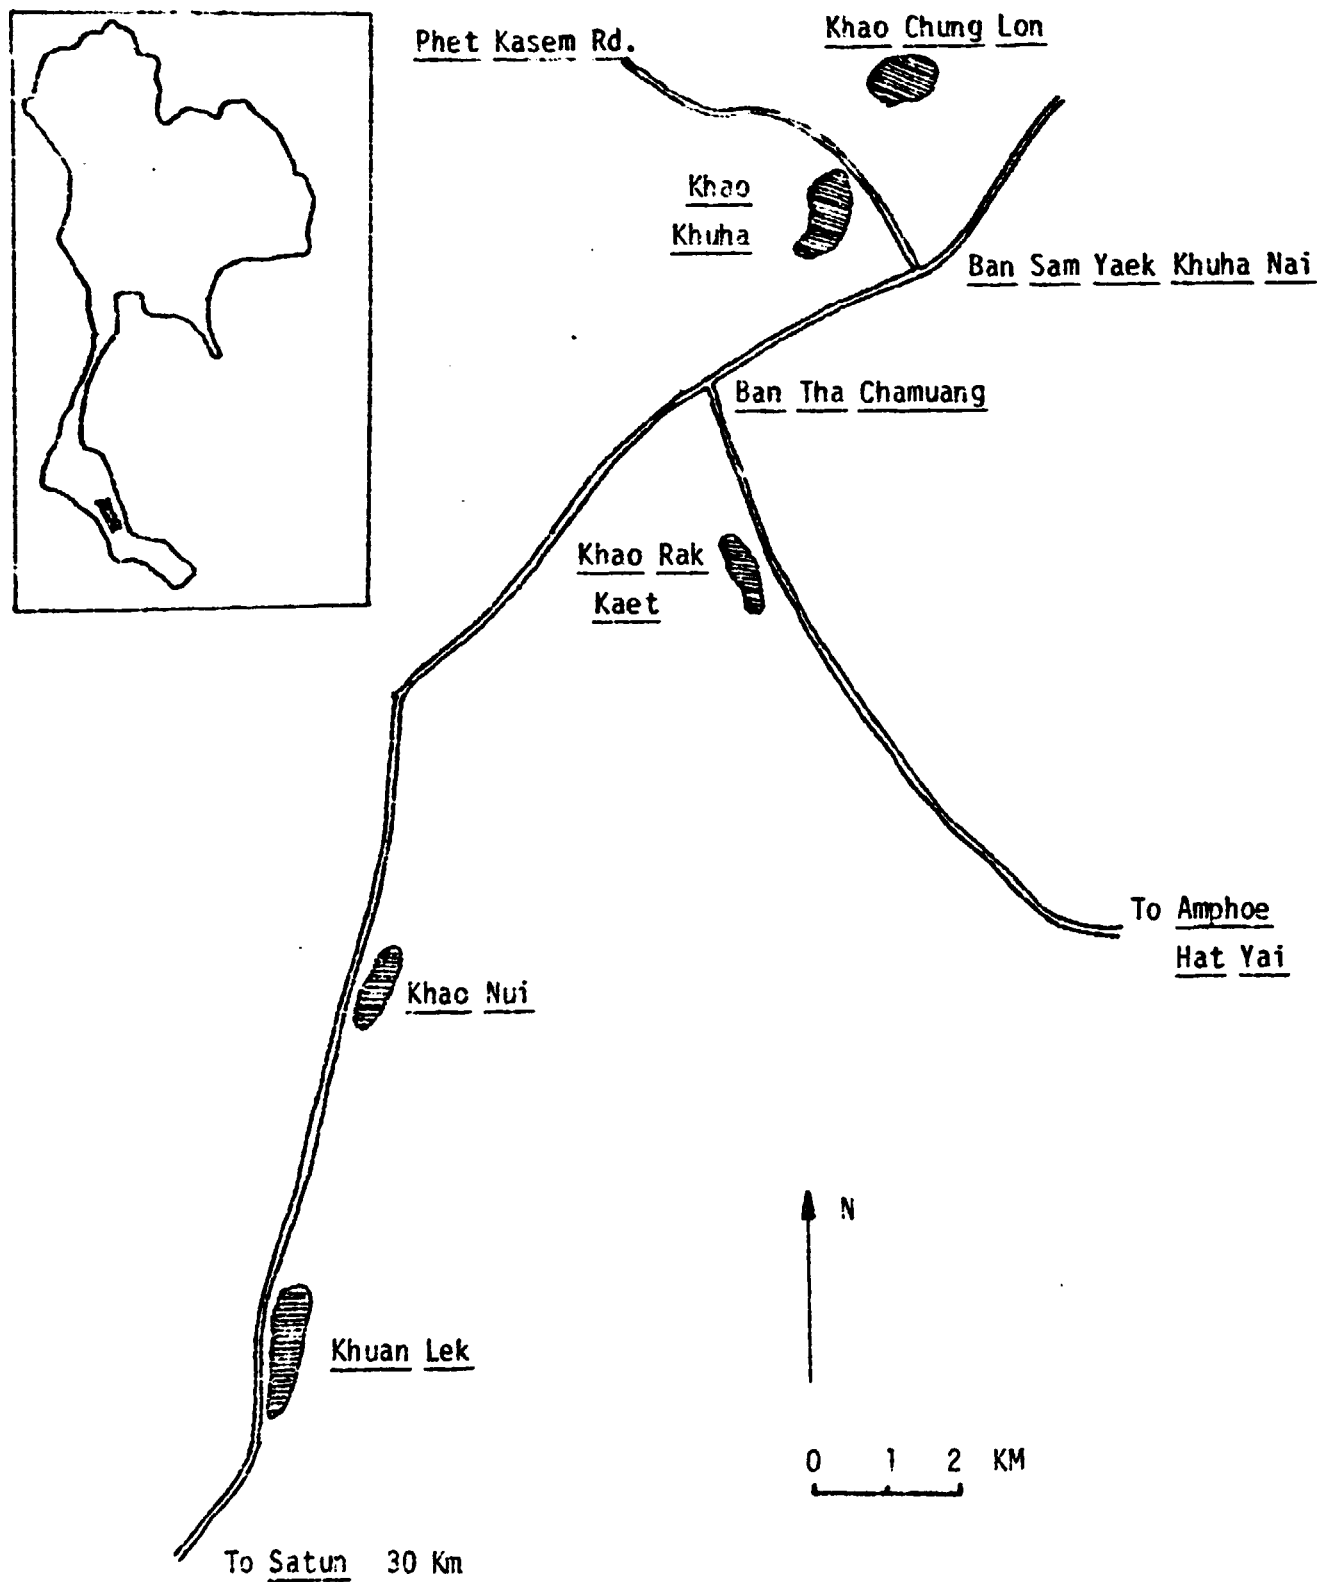 Phet Kasem Rd.
Khao Chung Lon
Khao
Khuha
Ban Sam Yaek Khuha Nai
Ban Tha Chamuang
Khao Rak
Kaet
To Amphoe
Hat Yai
Khao Nui
N
Khuan Lek
0 1 2 KM
To Satun 30 Km